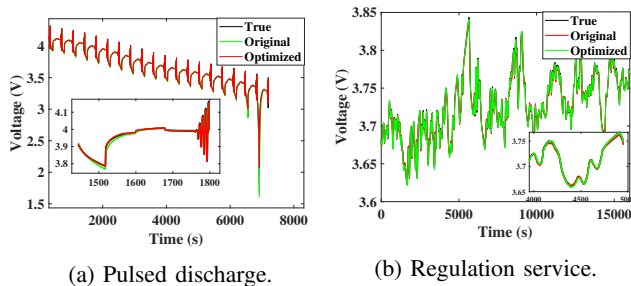 True
Original
Optimized
Voltage (V)
4
3.5
3
2.5
2
1.5
4.1
4
3.9
3.8
1500
1600
1700
1800
2000
4000
6000
8000
Time (s)
(a) Pulsed discharge.
True
Original
Optimized
Voltage (V)
3.85
3.8
3.75
3.7
3.65
3.6
3.75
3.7
3.65
4000
4500
500
0
5000
10000
15000
Time (s)
(b) Regulation service.